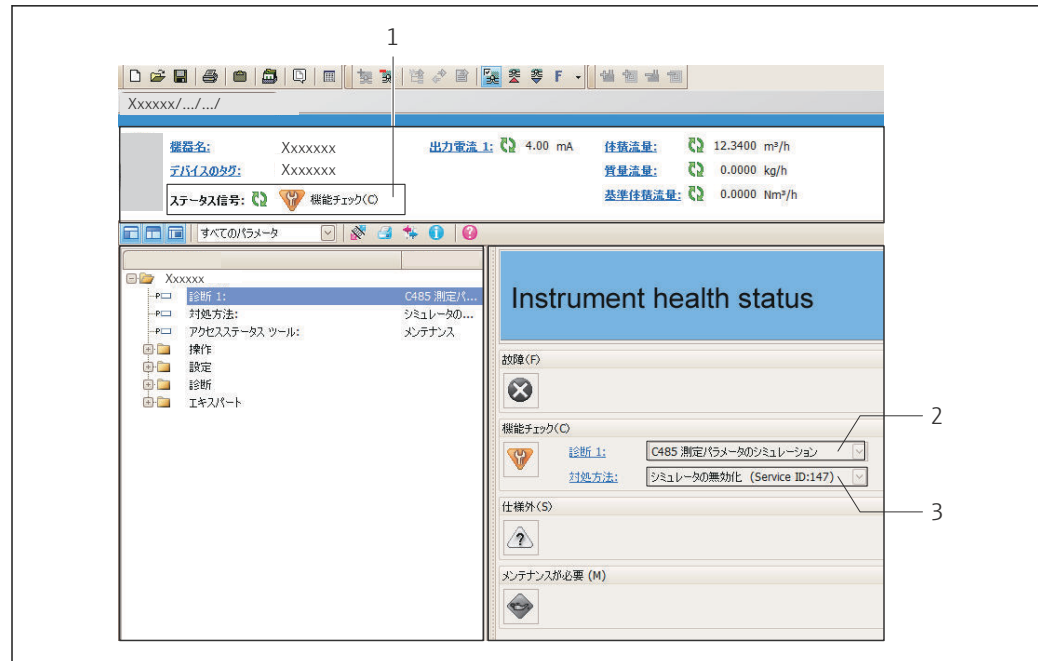 1
F
Xxxxxx/.../.../
機器名: Xxxxxxx 出力電流 1: 4.00 mA 体積流量: 12.3400 m³/h
デバイスのタグ: Xxxxxxx 質量流量: 0.0000 kg/h
ステータス信号: 機能チェック(C) 基準体積流量: 0.0000 Nm³/h
すべてのパラメータ
Xxxxxx
診断 1: C485 測定パ...
対処方法: シミュレータの...
アクセスステータス ツール: メンテナンス
操作
設定
診断
エキスパート
Instrument health status
故障(F)
機能チェック(C)
診断 1: C485 測定パラメータのシミュレーション
2
対処方法: シミュレータの無効化 (Service ID:147)
3
仕様外(S)
メンテナンスが必要 (M)